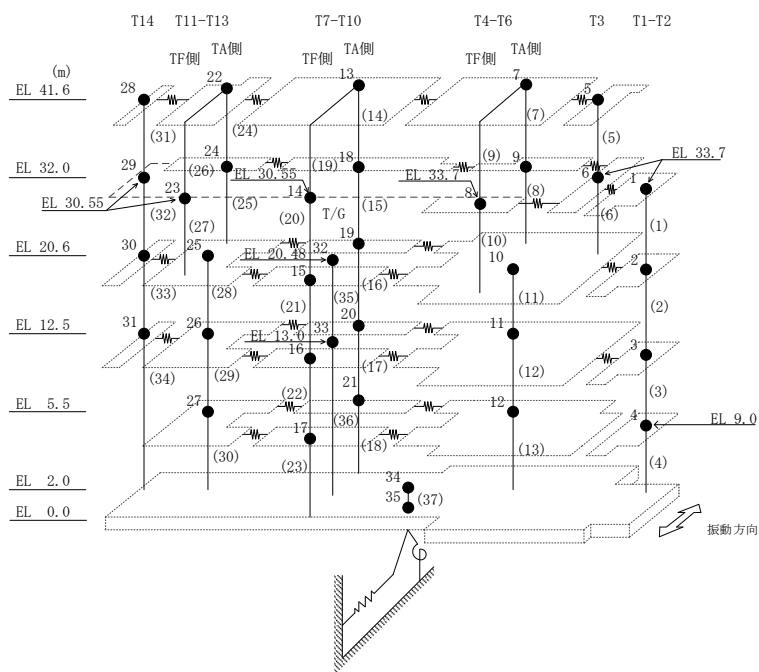 T14 T11-T13 T7-T10 T4-T6 T3 T1-T2
TF側 TA側 TF側 TA側 TF側 TA側
(m)
EL 41.6 28 22 13 7 5
(31) (24) (14) (7) (5)
EL 32.0 29 24 (19) 18 (9) 9 6 EL 33.7
(26) EL 30.55 EL 33.7 1
23 14 8 (8)
EL 30.55 (32) (25) (15) (6)
(27) (20) T/G (10) (1)
EL 20.6 30 25 32 19 10 2
EL 20.48 15
(33) (28) (35) (16) (11) (2)
(21)
EL 12.5 31 26 33 20 11 3
EL 13.0 16
(34) (29) (17) (12) (3)
21
EL 5.5 27 (22) (36) 12 4 EL 9.0
17
(30) (18) (13) (4)
(23)
EL 2.0 34
EL 0.0 35 (37)
振動方向